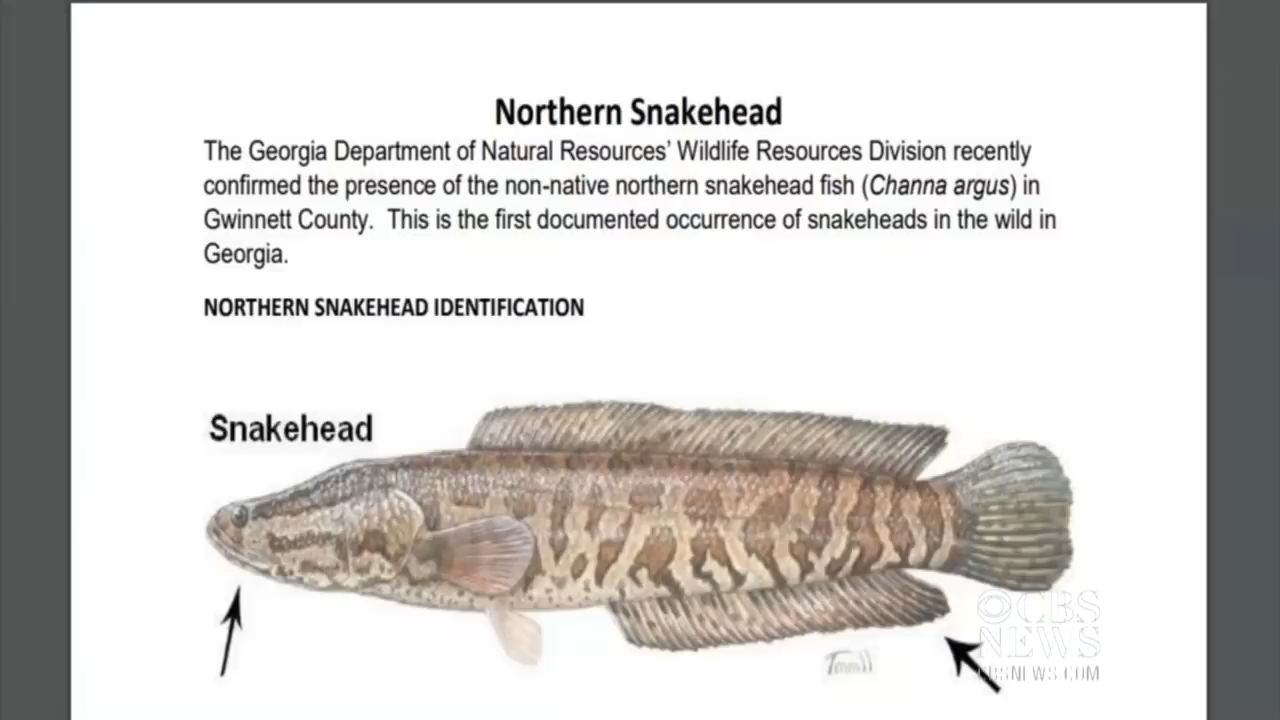 Northern Snakehead
The Georgia Department of Natural Resources' Wildlife Resources Division recently
confirmed the presence of the non-native northern snakehead fish (Channa argus) in
Gwinnett County.  This is the first documented occurrence of snakeheads in the wild in
Georgia.
NORTHERN SNAKEHEAD IDENTIFICATION
Snakehead
CBS
NEWS
CBSNEWS.COM